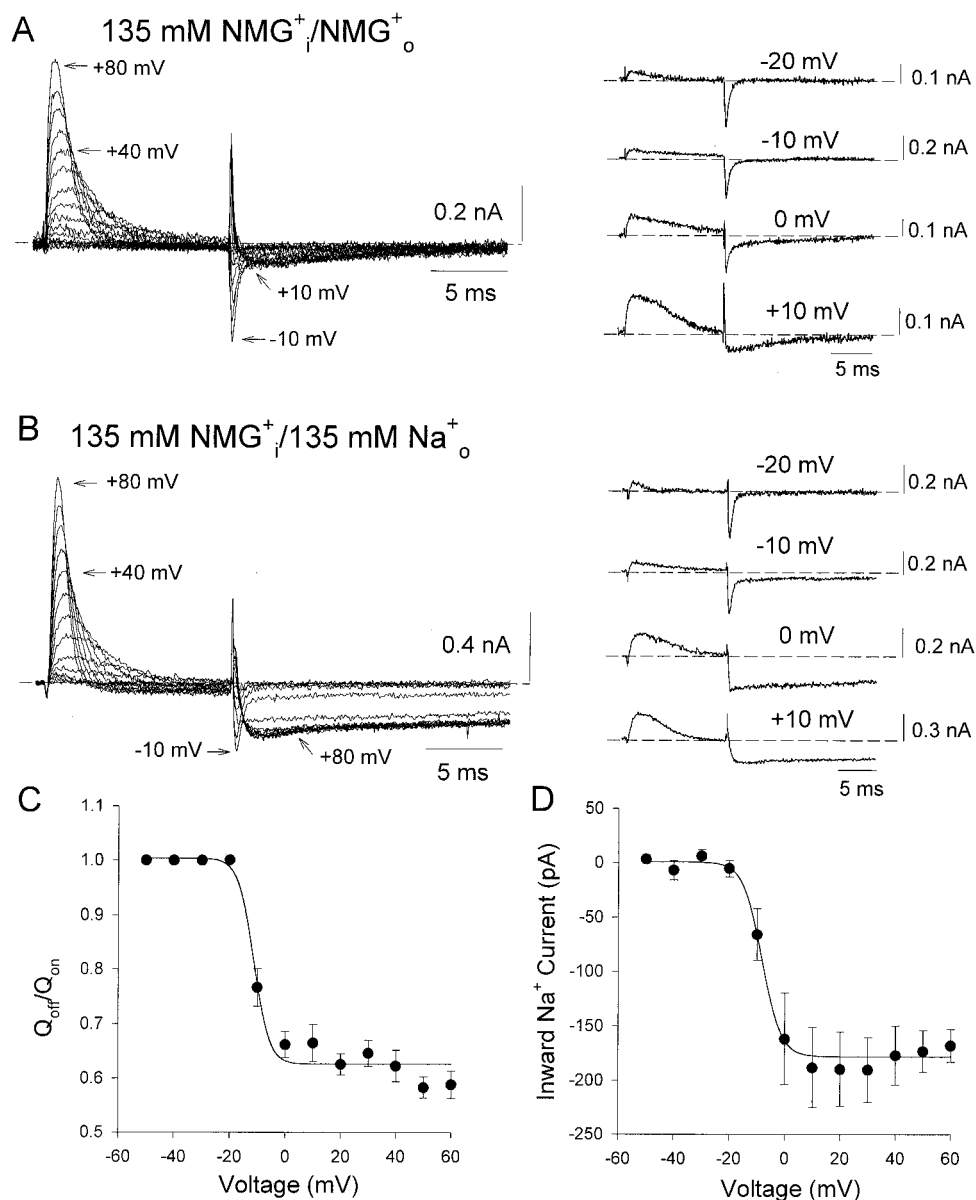 A
135 mM NMG⁺ᵢ/NMG⁺ₒ
+80 mV
+40 mV
0.2 nA
5 ms
+10 mV
-10 mV
-20 mV
0.1 nA
-10 mV
0.2 nA
0 mV
0.1 nA
+10 mV
0.1 nA
5 ms
B
135 mM NMG⁺ᵢ/135 mM Na⁺ₒ
+80 mV
+40 mV
0.4 nA
-10 mV
+80 mV
5 ms
-20 mV
0.2 nA
-10 mV
0.2 nA
0 mV
0.2 nA
+10 mV
0.3 nA
5 ms
C
1.1
1.0
0.9
0.8
0.7
0.6
0.5
Q_off/Q_on
-60 -40 -20 0 20 40 60
Voltage (mV)
D
50
0
-50
-100
-150
-200
-250
Inward Na⁺ Current (pA)
-60 -40 -20 0 20 40 60
Voltage (mV)